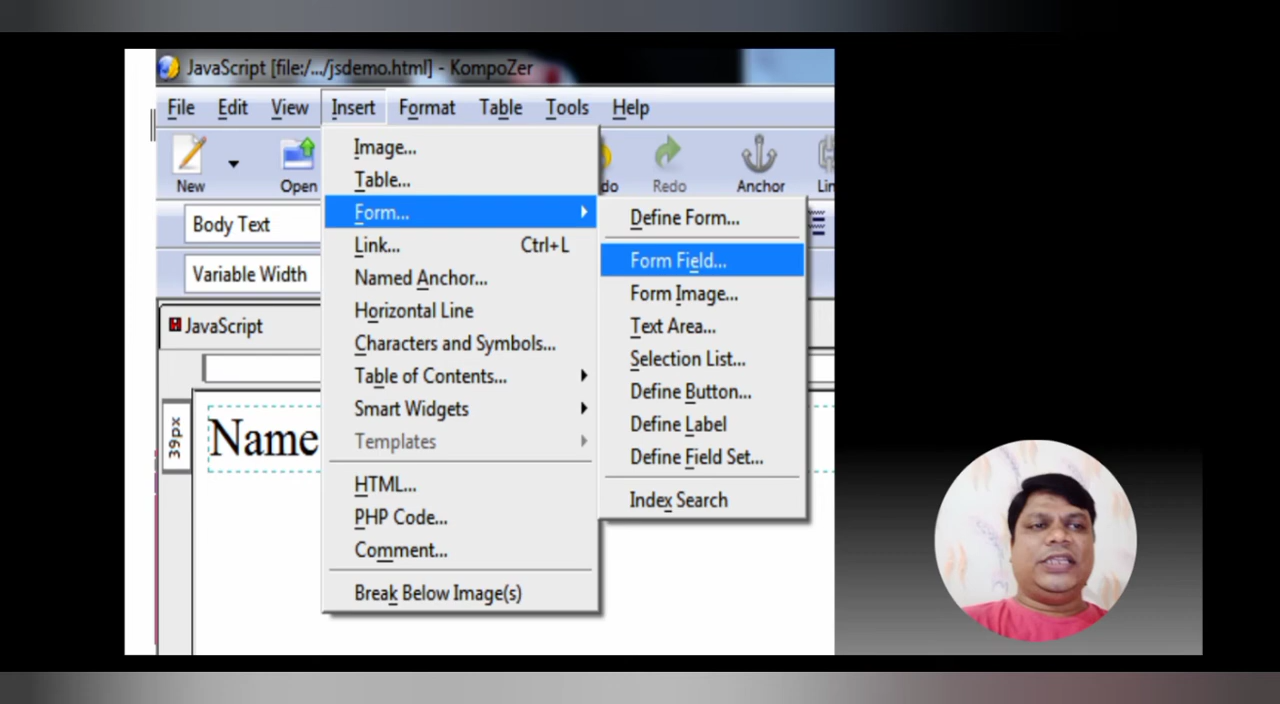 JavaScript [file:/.../jsdemo.html] - KompoZer
File Edit View Insert Format Table Tools Help
New Open do Redo Anchor Lin
Body Text
Variable Width
JavaScript
39px
Name
Image...
Table...
Form...
Link... Ctrl+L
Named Anchor...
Horizontal Line
Characters and Symbols...
Table of Contents...
Smart Widgets
Templates
HTML...
PHP Code...
Comment...
Break Below Image(s)
Define Form...
Form Field...
Form Image...
Text Area...
Selection List...
Define Button...
Define Label
Define Field Set...
Index Search